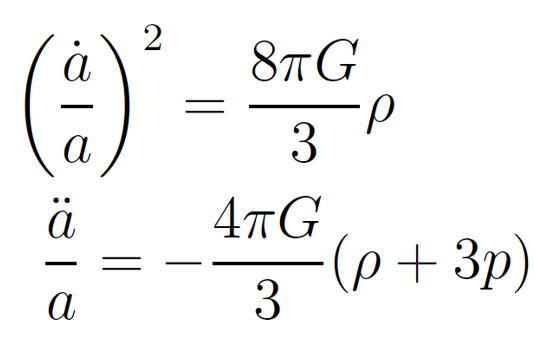 (ȧ/a)² = 8πG/3 ρ
ä/a = −4πG/3 (ρ + 3p)